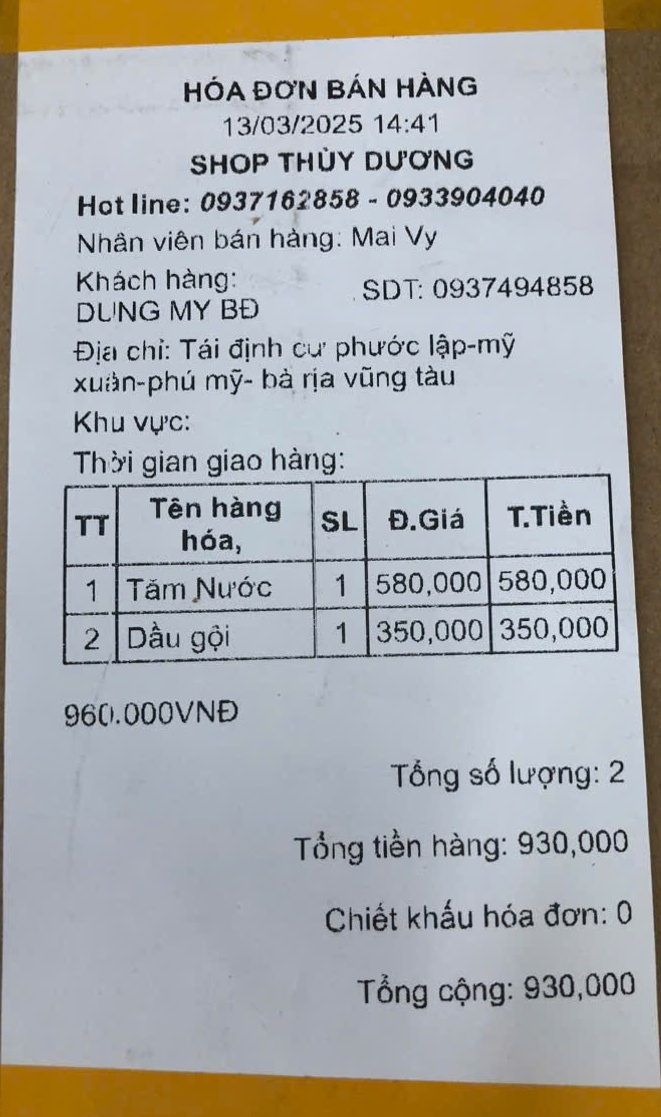 HÓA ĐƠN BÁN HÀNG
13/03/2025 14:41
SHOP THÙY DƯƠNG
Hot line: 0937162858 - 0933904040
Nhân viên bán hàng: Mai Vy
Khách hàng: SDT: 0937494858
DUNG MY BĐ
Địa chỉ: Tái định cư phước lập-mỹ
xuân-phú mỹ- bà rịa vũng tàu
Khu vực:
Thời gian giao hàng:
TT Tên hàng hóa, SL Đ.Giá T.Tiền
1 Tăm Nước 1 580,000 580,000
2 Dầu gội 1 350,000 350,000
960.000VNĐ
Tổng số lượng: 2
Tổng tiền hàng: 930,000
Chiết khấu hóa đơn: 0
Tổng cộng: 930,000